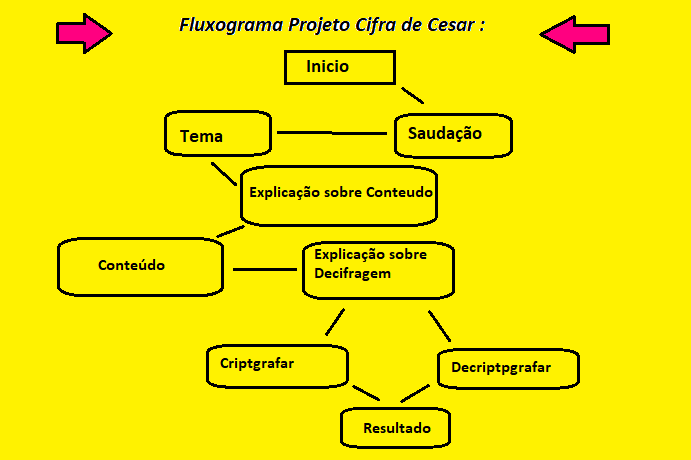 Fluxograma Projeto Cifra de Cesar :
Inicio
Saudação
Tema
Explicação sobre Conteudo
Conteúdo
Explicação sobre
Decifragem
Criptgrafar
Decriptpgrafar
Resultado